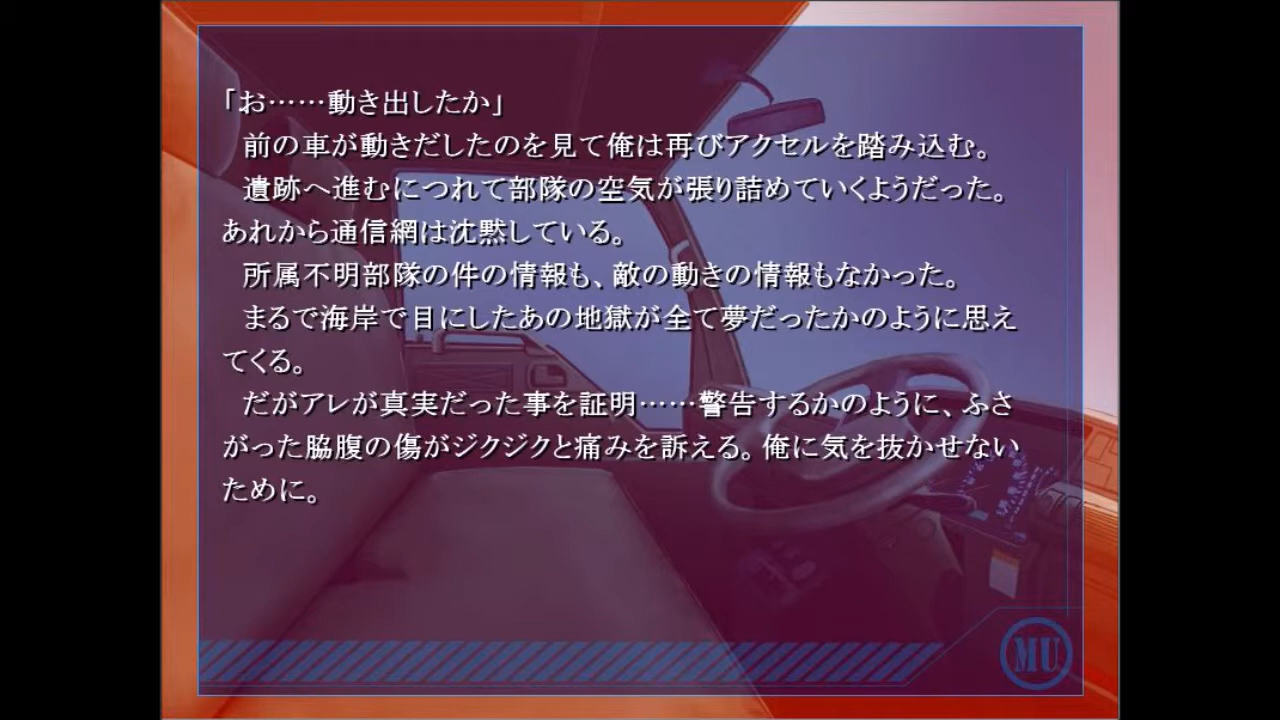 「お……動き出したか」
前の車が動きだしたのを見て俺は再びアクセルを踏み込む。
遺跡へ進むにつれて部隊の空気が張り詰めていくようだった。
あれから通信網は沈黙している。
所属不明部隊の件の情報も、敵の動きの情報もなかった。
まるで海岸で目にしたあの地獄が全て夢だったかのように思え
てくる。
だがアレが真実だった事を証明……警告するかのように、ふさ
がった脇腹の傷がジクジクと痛みを訴える。俺に気を抜かせない
ために。
MU